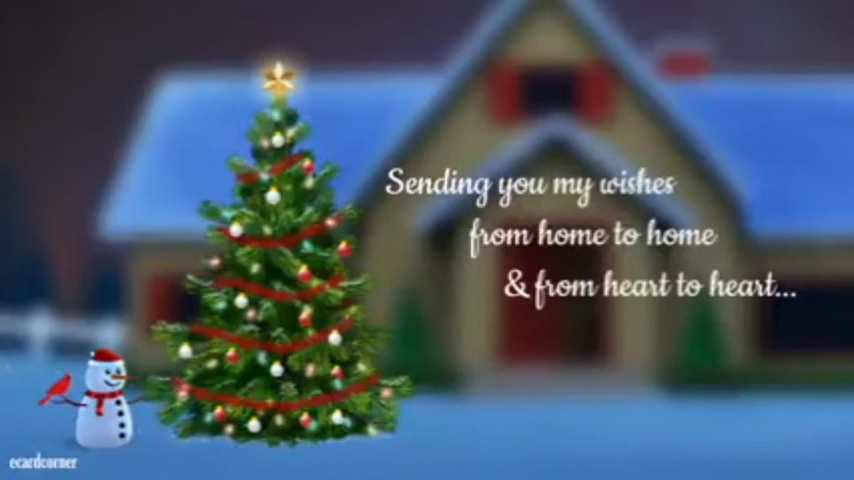 Sending you my wishes
from home to home
& from heart to heart...
ecardcorner